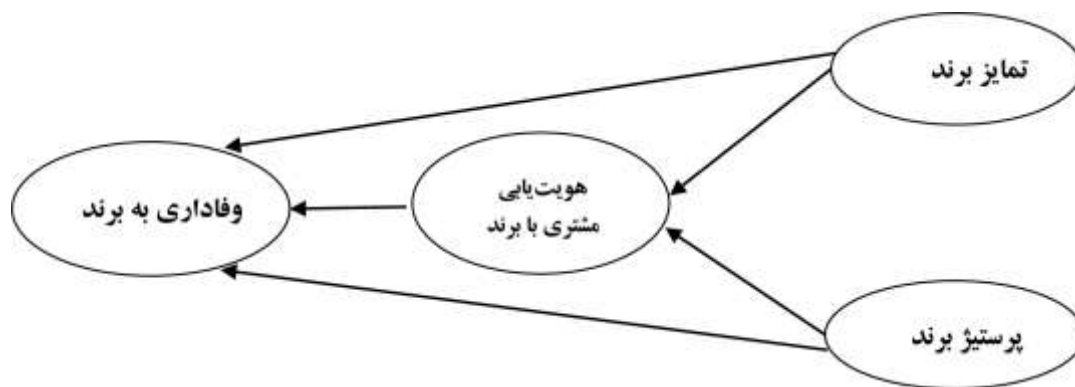 تمایز برند
هویت‌یابی
مشتری با برند
وفاداری به برند
پرستیژ برند